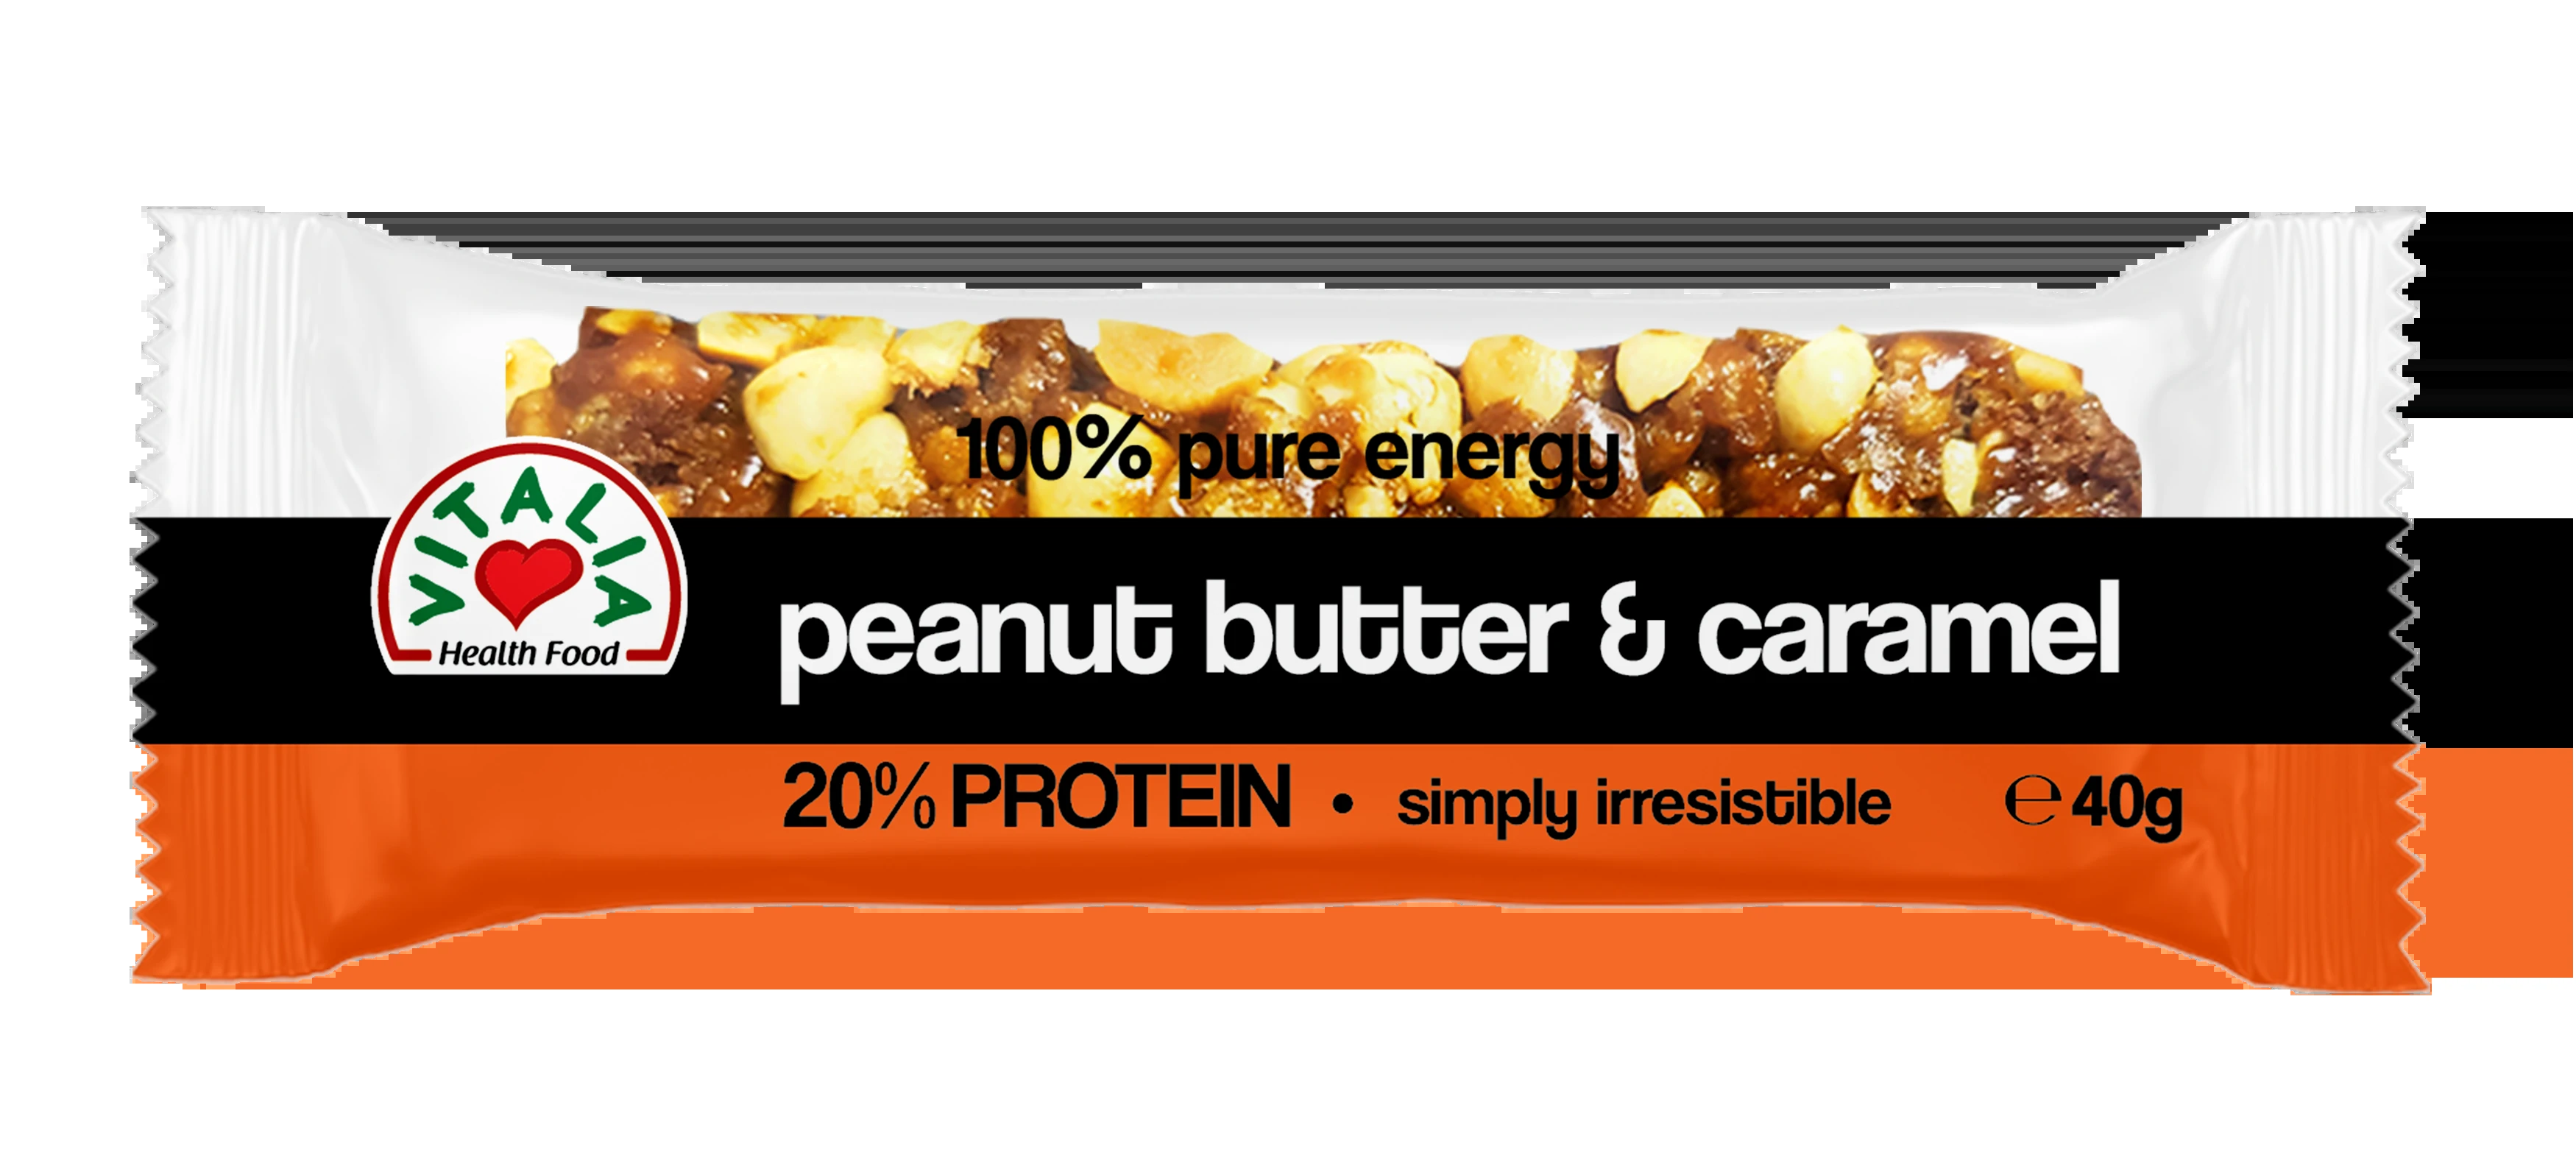 100% pure energy
VITALIA
Health Food
peanut butter & caramel
20% PROTEIN • simply irresistible ℮ 40g